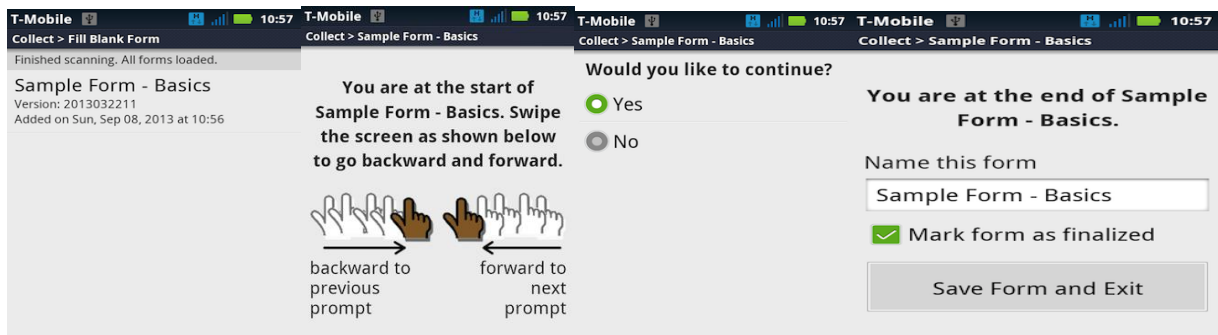 T-Mobile 10:57
Collect > Fill Blank Form
Finished scanning. All forms loaded.
Sample Form - Basics
Version: 2013032211
Added on Sun, Sep 08, 2013 at 10:56
T-Mobile 10:57
Collect > Sample Form - Basics
You are at the start of
Sample Form - Basics. Swipe
the screen as shown below
to go backward and forward.
backward to
previous
prompt
forward to
next
prompt
T-Mobile 10:57
Collect > Sample Form - Basics
Would you like to continue?
Yes
No
T-Mobile 10:57
Collect > Sample Form - Basics
You are at the end of Sample
Form - Basics.
Name this form
Sample Form - Basics
Mark form as finalized
Save Form and Exit